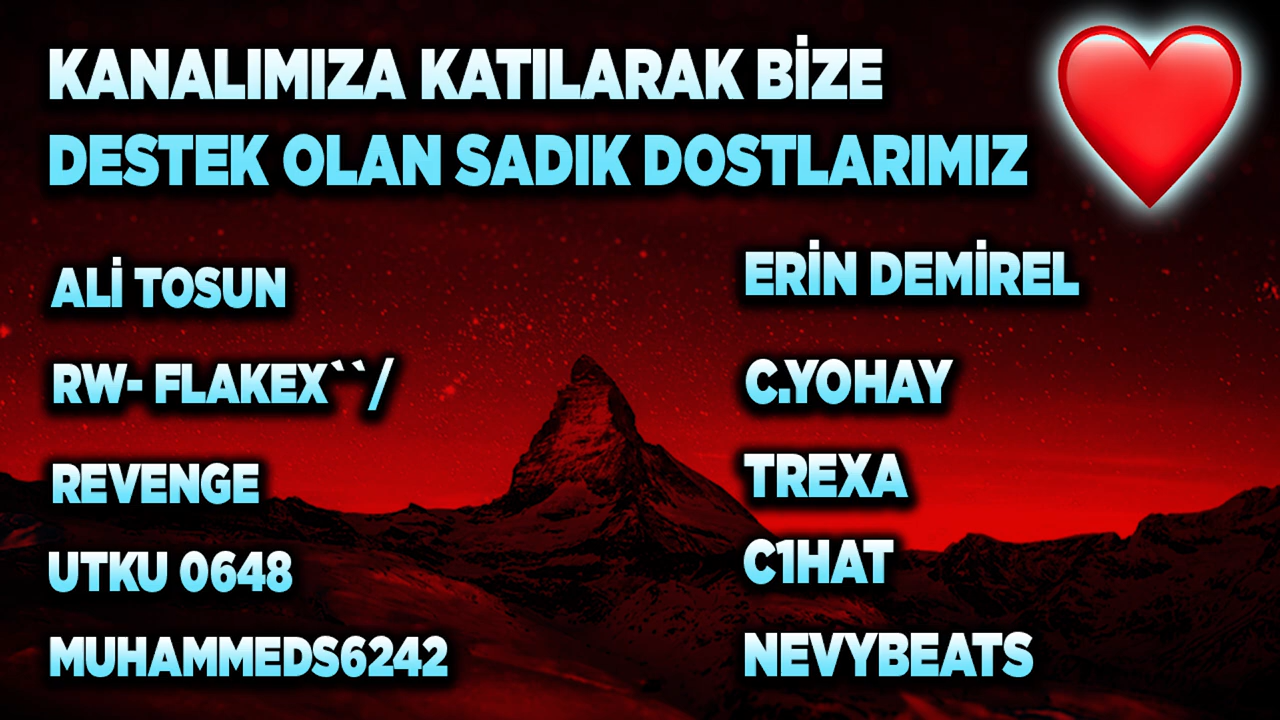 KANALIMIZA KATILARAK BİZE
DESTEK OLAN SADIK DOSTLARIMIZ
ALİ TOSUN
RW- FLAKEX``/
REVENGE
UTKU 0648
MUHAMMEDS6242
ERİN DEMİREL
C.YOHAY
TREXA
C1HAT
NEVYBEATS